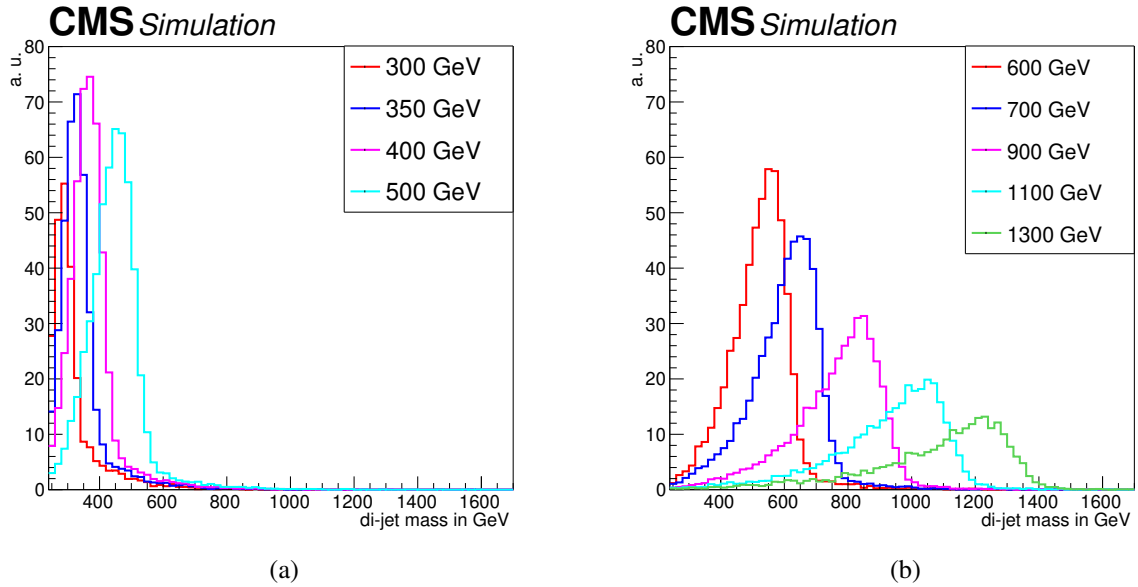 CMS Simulation
a. u.
80
70
60
50
40
30
20
10
0
300 GeV
350 GeV
400 GeV
500 GeV
400 600 800 1000 1200 1400 1600
di-jet mass in GeV
(a)
CMS Simulation
a. u.
80
70
60
50
40
30
20
10
0
600 GeV
700 GeV
900 GeV
1100 GeV
1300 GeV
400 600 800 1000 1200 1400 1600
di-jet mass in GeV
(b)